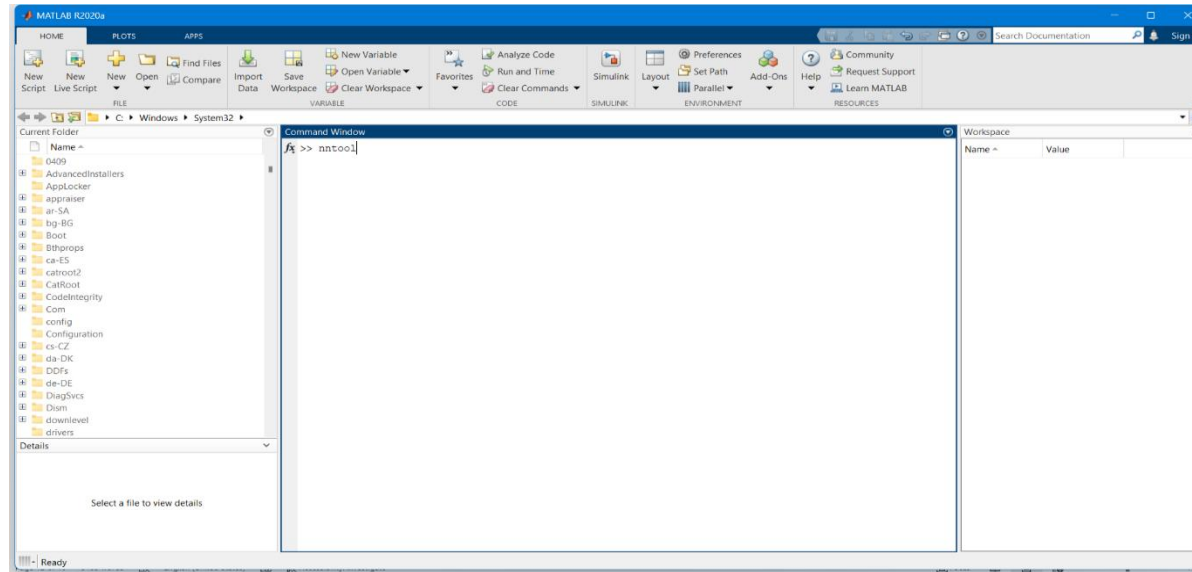 MATLAB R2020a
HOME PLOTS APPS
Search Documentation Sign
New Script
New Live Script
New
Open
Find Files
Compare
Import Data
Save Workspace
New Variable
Open Variable
Clear Workspace
Favorites
Analyze Code
Run and Time
Clear Commands
Simulink
Layout
Preferences
Set Path
Parallel
Add-Ons
Help
Community
Request Support
Learn MATLAB
FILE VARIABLE CODE SIMULINK ENVIRONMENT RESOURCES
C: Windows System32
Current Folder
Name
0409
AdvancedInstallers
AppLocker
appraiser
ar-SA
bg-BG
Boot
Bthprops
ca-ES
catroot2
CatRoot
CodeIntegrity
Com
config
Configuration
cs-CZ
da-DK
DDFs
de-DE
DiagSvcs
Dism
downlevel
drivers
Details
Select a file to view details
Command Window
fx >> nntool
Workspace
Name Value
Ready